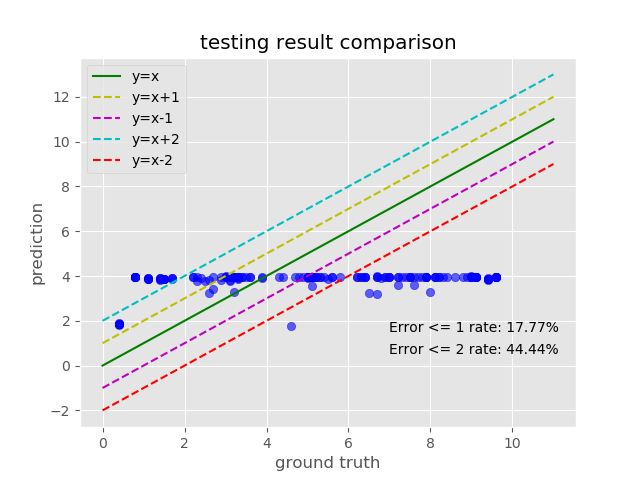 testing result comparison
y=x
y=x+1
y=x-1
y=x+2
y=x-2
12
10
8
6
4
2
0
−2
prediction
Error <= 1 rate: 17.77%
Error <= 2 rate: 44.44%
0 2 4 6 8 10
ground truth